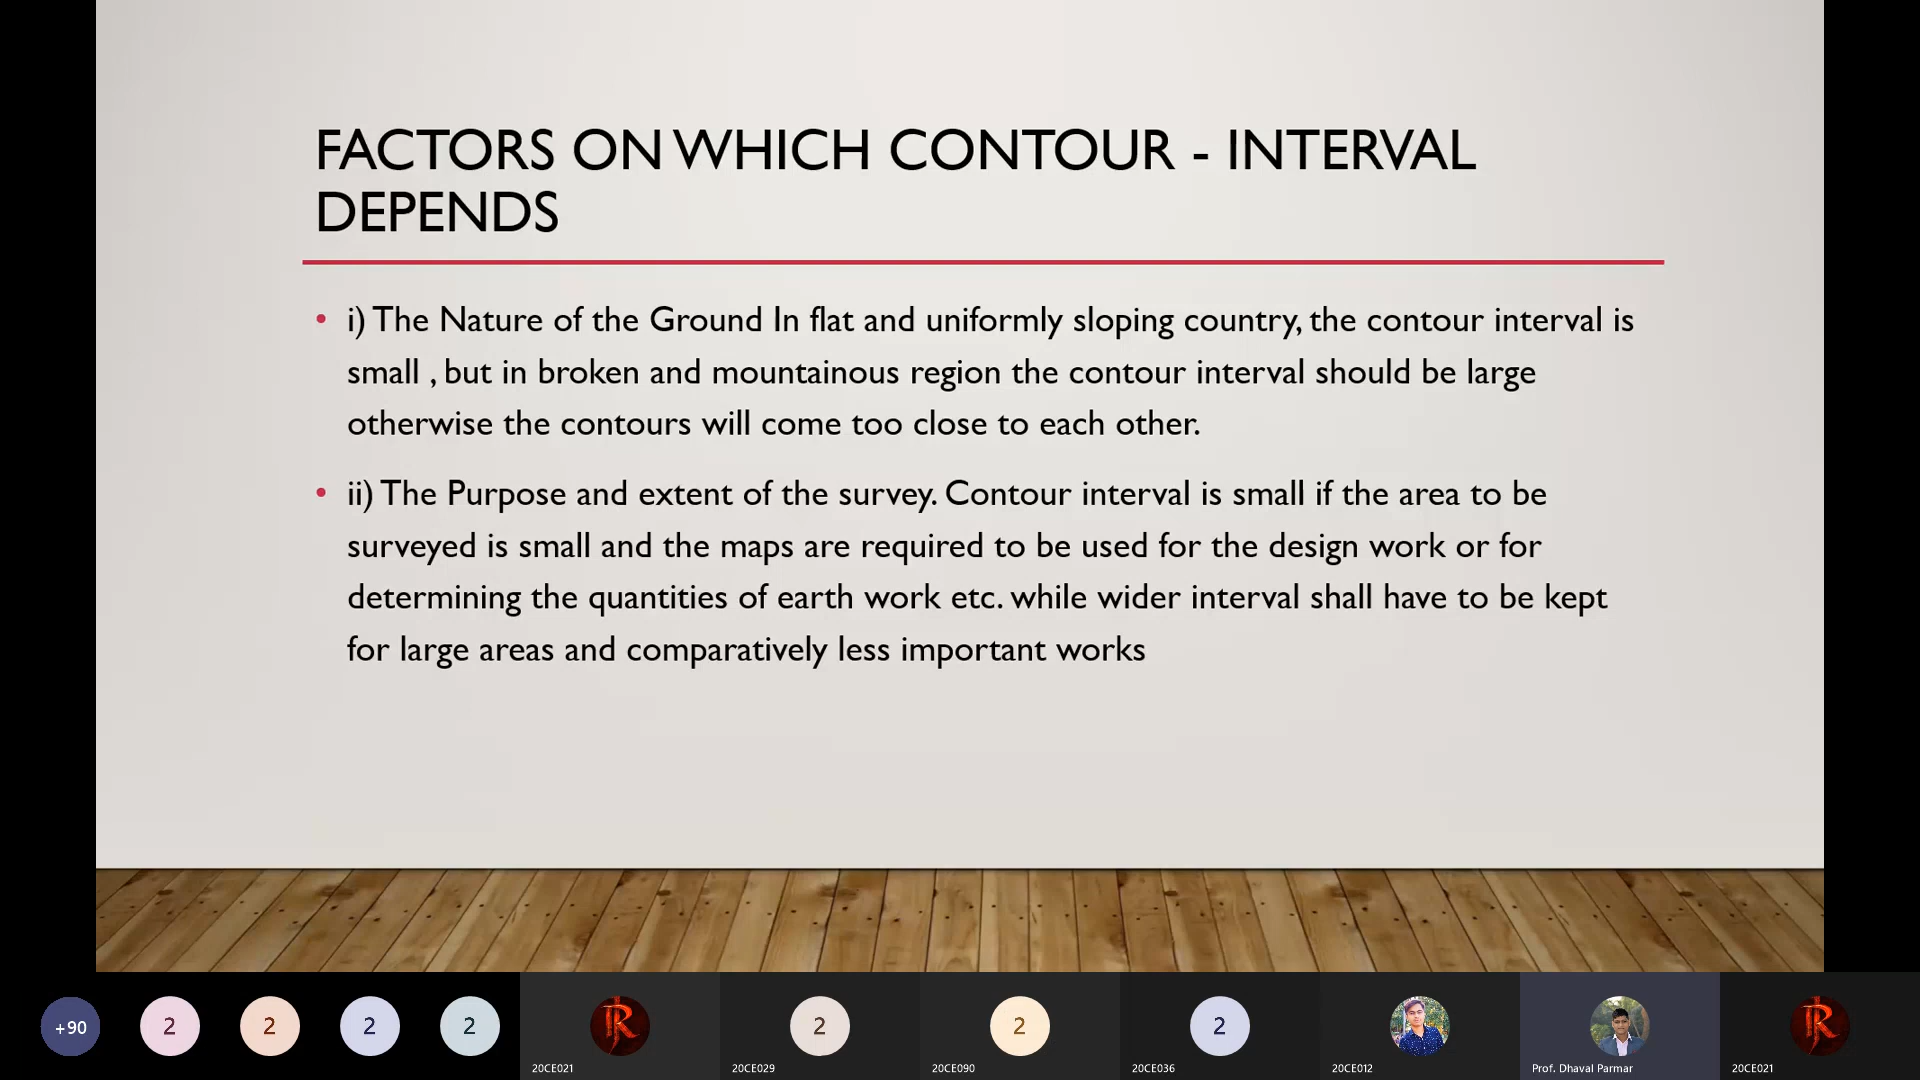 FACTORS ON WHICH CONTOUR - INTERVAL
DEPENDS
• i) The Nature of the Ground In flat and uniformly sloping country, the contour interval is
small , but in broken and mountainous region the contour interval should be large
otherwise the contours will come too close to each other.
• ii) The Purpose and extent of the survey. Contour interval is small if the area to be
surveyed is small and the maps are required to be used for the design work or for
determining the quantities of earth work etc. while wider interval shall have to be kept
for large areas and comparatively less important works
+90 2 2 2 2 R 2 2 2 R
20CE021 20CE029 20CE090 20CE036 20CE012 Prof. Dhaval Parmar 20CE021